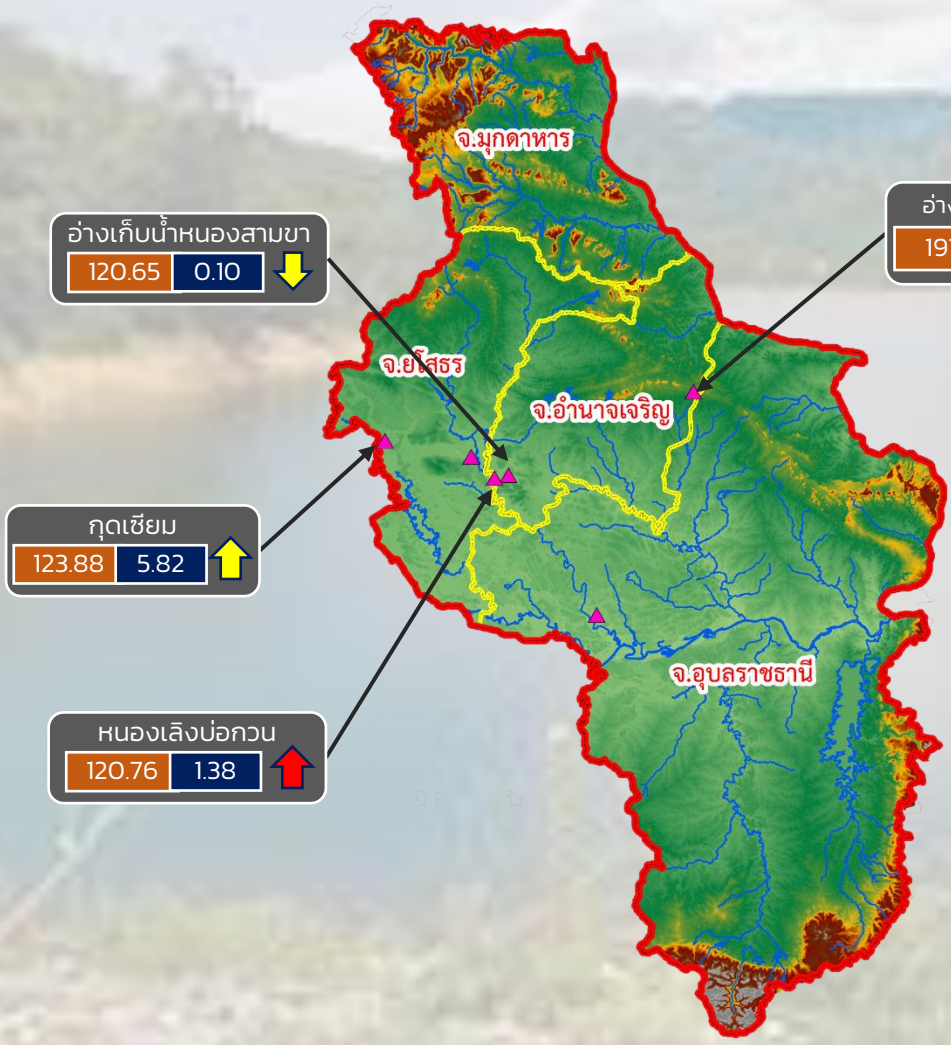 จ.มุกดาหาร
อ่างเก็บน้ำหนองสามขา
120.65 0.10
จ.ยโสธร
จ.อำนาจเจริญ
กุดเซียม
123.88 5.82
จ.อุบลราชธานี
หนองเลิงบ่อกวน
120.76 1.38